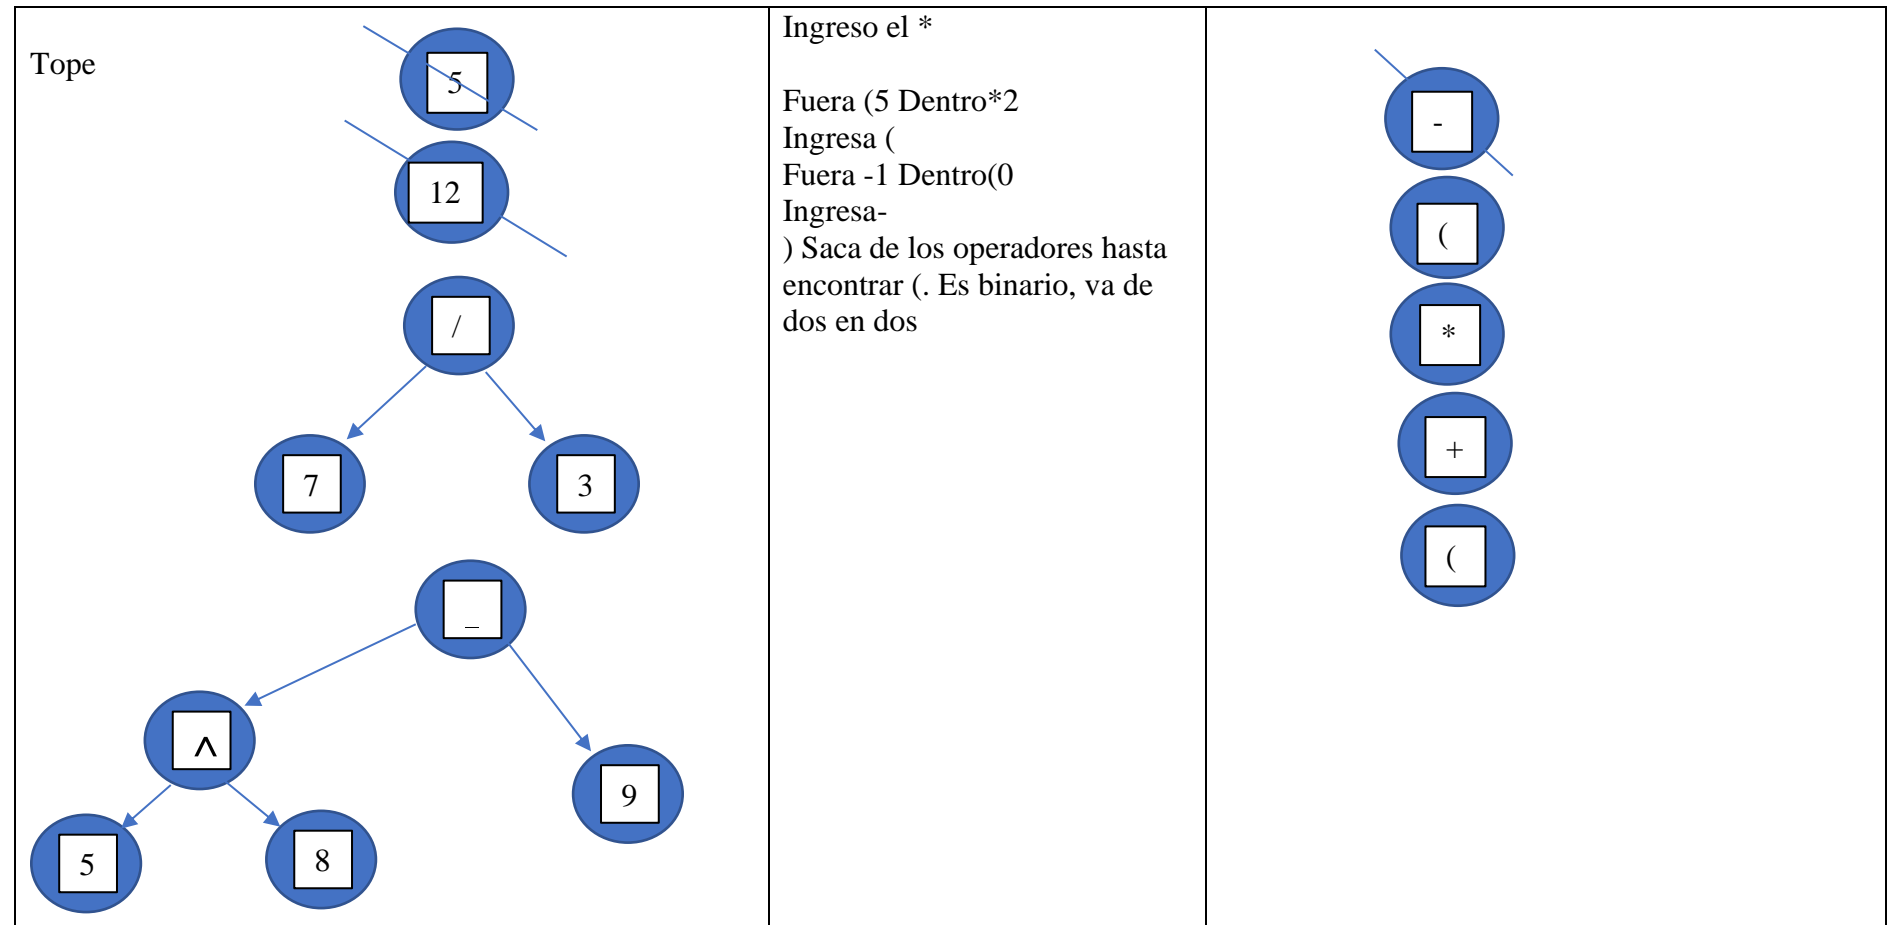 Tope
5
12
/
7
3
_
^
9
5
8
Ingreso el *
Fuera (5 Dentro*2
Ingresa (
Fuera -1 Dentro(0
Ingresa-
) Saca de los operadores hasta
encontrar (. Es binario, va de
dos en dos
-
(
*
+
(